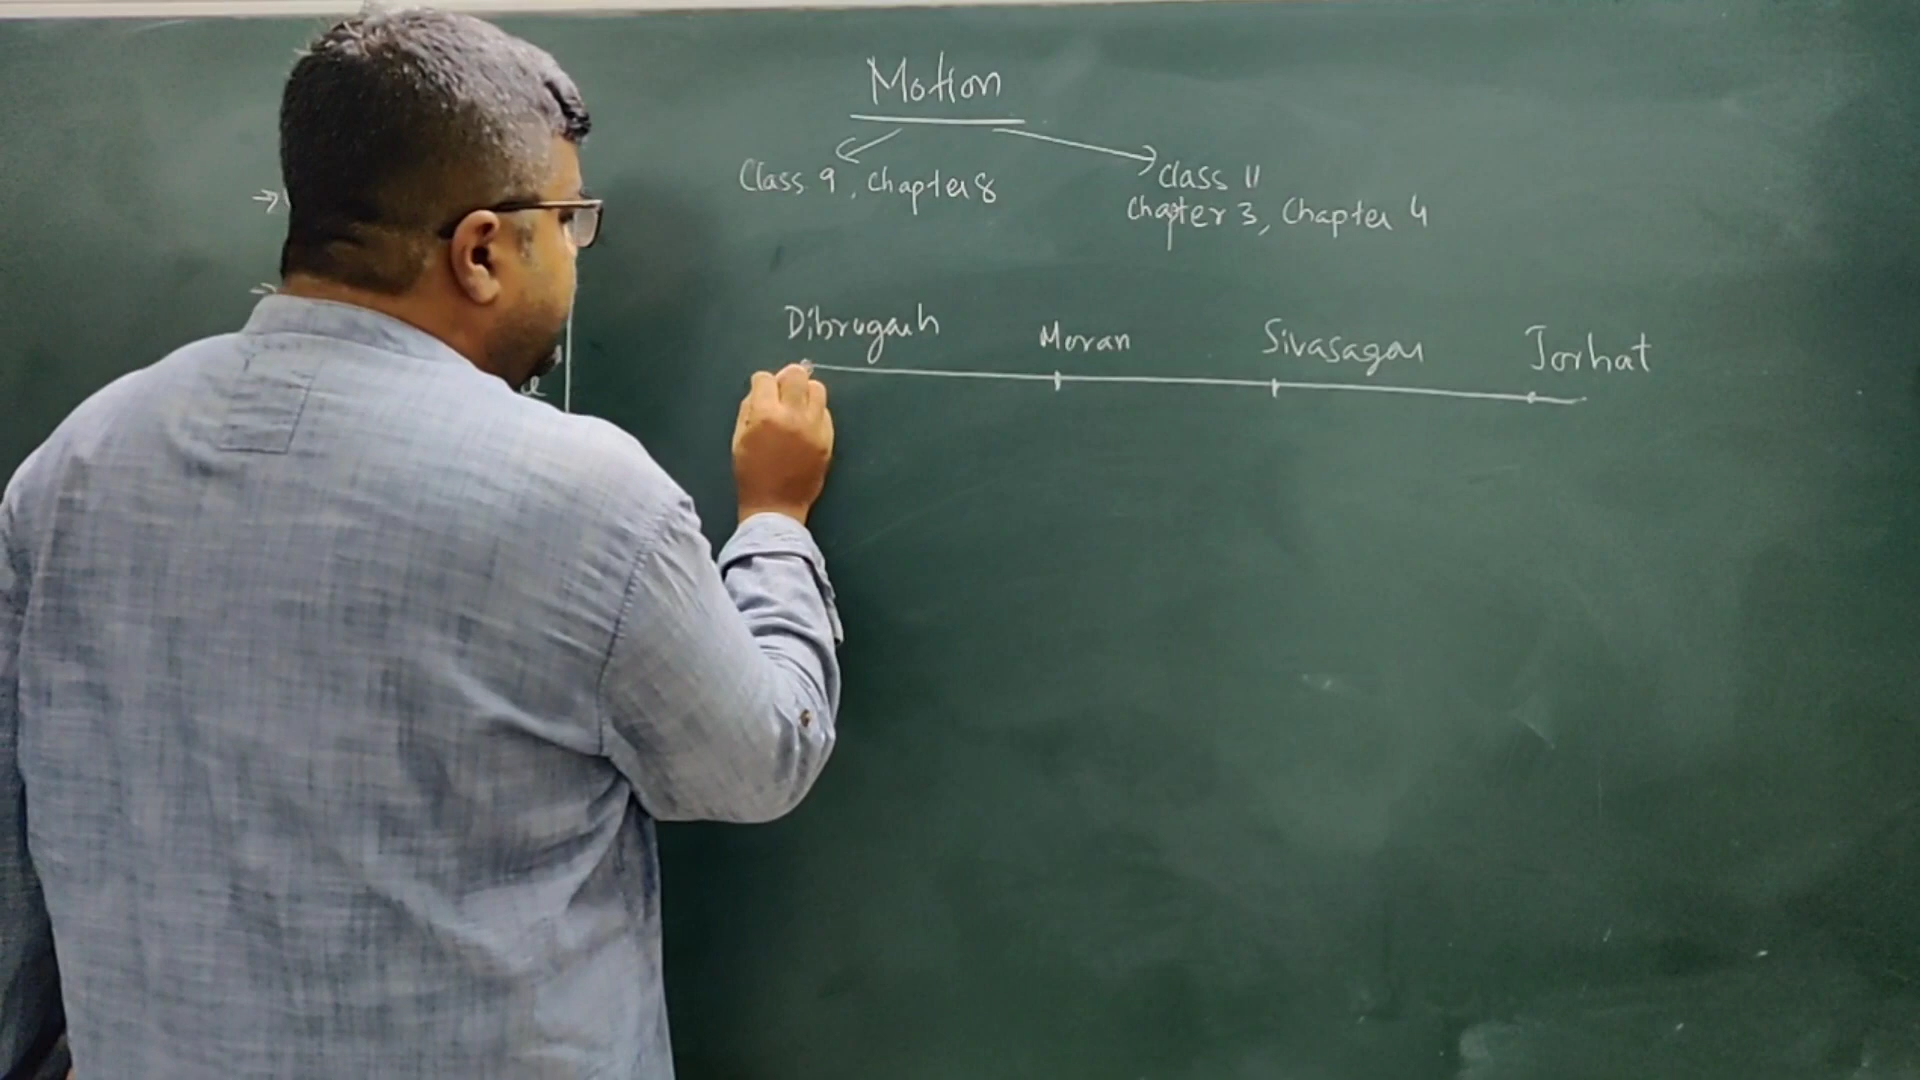 Motion
Class 9, Chapter 8
Class 11
Chapter 3, Chapter 4
Dibrugarh
Moran
Sivasagar
Jorhat